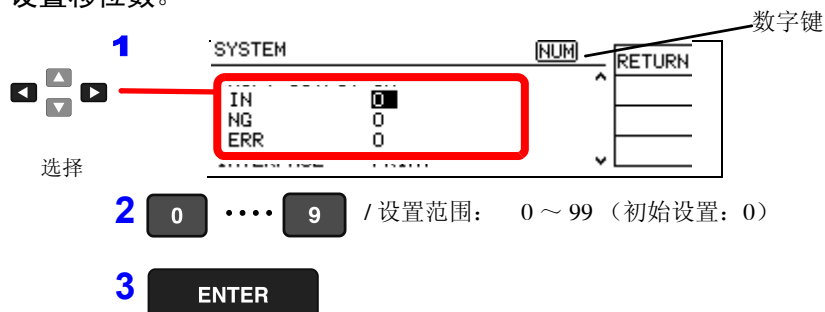 设置移位数。
数字键
1
SYSTEM
NUM
RETURN
IN 0
NG 0
ERR 0
选择
2 0 ···· 9 / 设置范围： 0 ～ 99 （初始设置：0）
3 ENTER